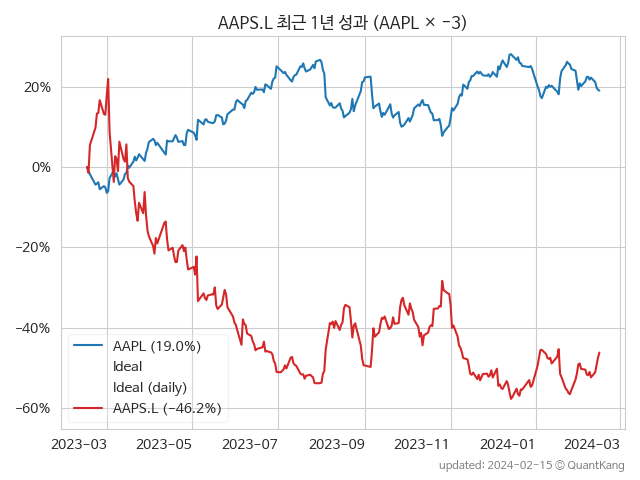 AAPS.L 최근 1년 성과 (AAPL × −3)
20%
0%
−20%
−40%
−60%
AAPL (19.0%)
Ideal
Ideal (daily)
AAPS.L (−46.2%)
2023-03 2023-05 2023-07 2023-09 2023-11 2024-01 2024-03
updated: 2024-02-15 © QuantKang